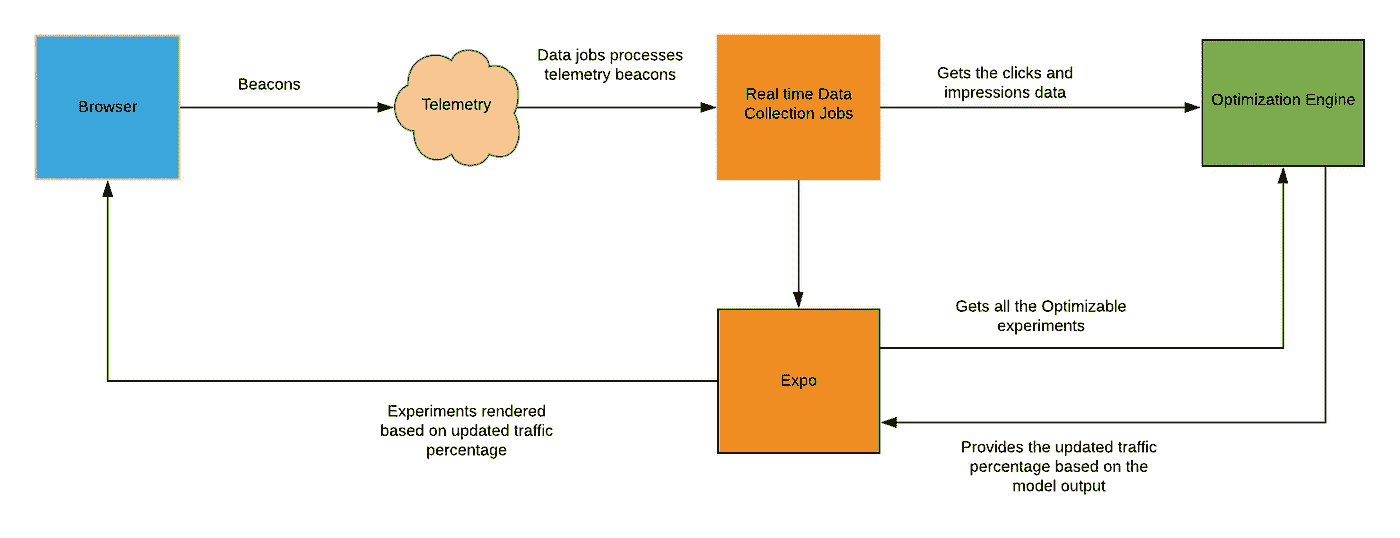 Browser
Beacons
Telemetry
Data jobs processes
telemetry beacons
Real time Data
Collection Jobs
Gets the clicks and
impressions data
Optimization Engine
Gets all the Optimizable
experiments
Expo
Experiments rendered
based on updated traffic
percentage
Provides the updated traffic
percentage based on the
model output